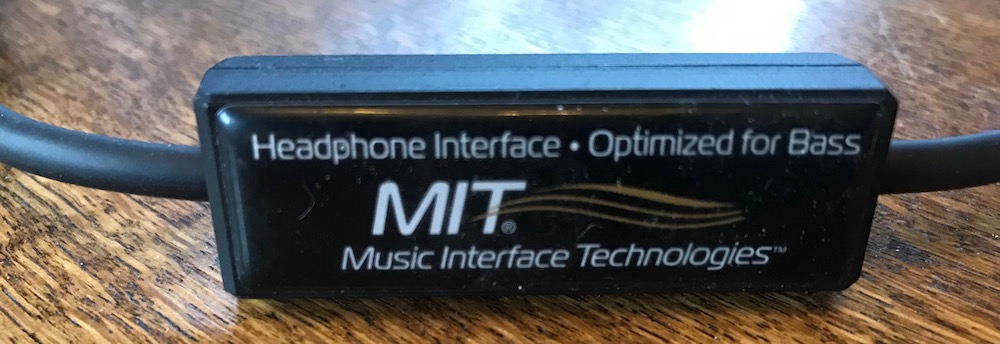 Headphone Interface • Optimized for Bass
MIT®
Music Interface Technologies™